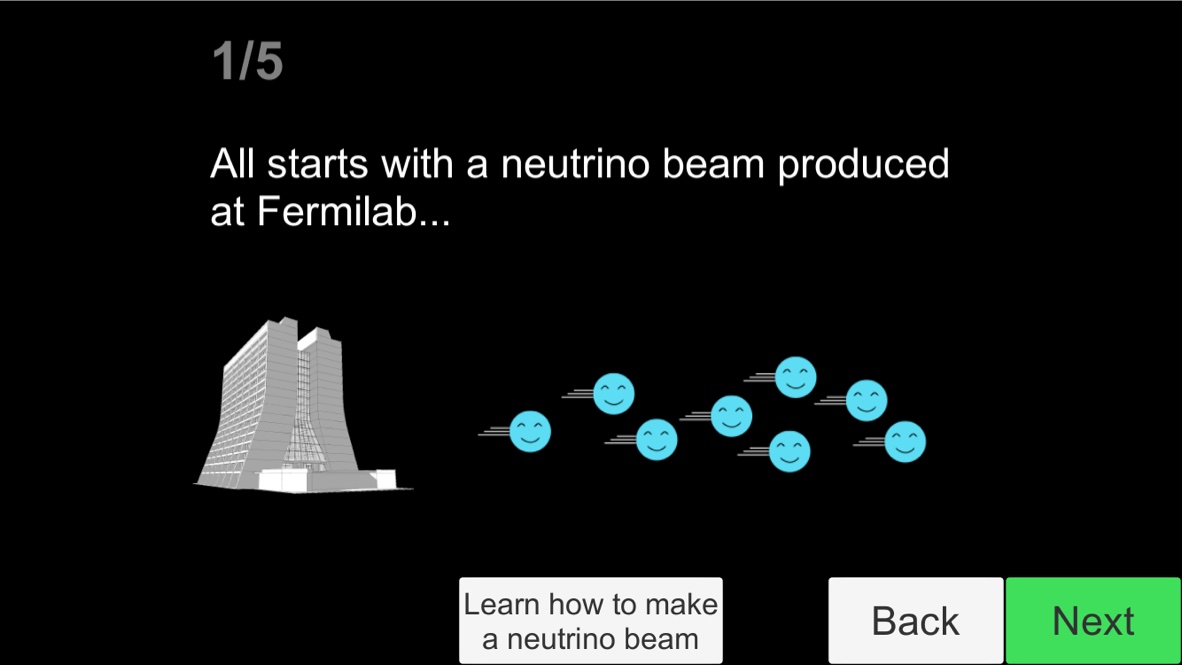 1/5
All starts with a neutrino beam produced
at Fermilab...
Learn how to make
a neutrino beam
Back
Next